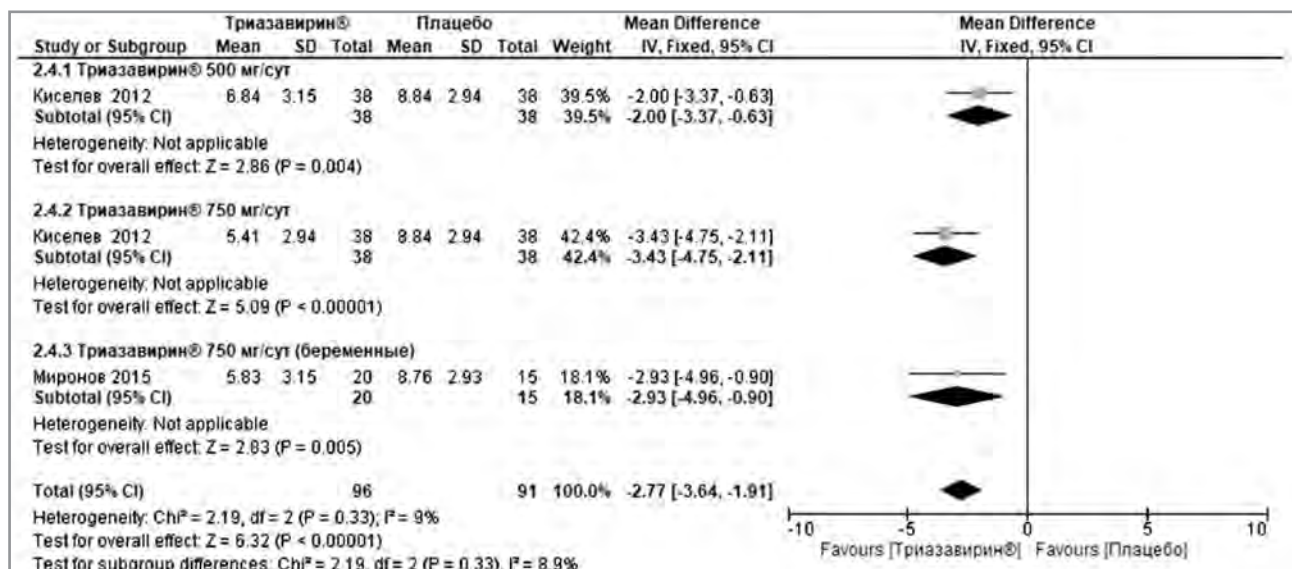 Триазавирин® Плацебо Mean Difference Mean Difference
Study or Subgroup Mean SD Total Mean SD Total Weight IV, Fixed, 95% CI IV, Fixed, 95% CI
2.4.1 Триазавирин® 500 мг/сут
Киселев 2012 6.84 3.15 38 8.84 2.94 38 39.5% -2.00 [-3.37, -0.63]
Subtotal (95% CI) 38 38 39.5% -2.00 [-3.37, -0.63]
Heterogeneity: Not applicable
Test for overall effect: Z = 2.86 (P = 0.004)
2.4.2 Триазавирин® 750 мг/сут
Киселев 2012 5.41 2.94 38 8.84 2.94 38 42.4% -3.43 [-4.75, -2.11]
Subtotal (95% CI) 38 38 42.4% -3.43 [-4.75, -2.11]
Heterogeneity: Not applicable
Test for overall effect: Z = 5.09 (P < 0.00001)
2.4.3 Триазавирин® 750 мг/сут (беременные)
Миронов 2015 5.83 3.15 20 8.76 2.93 15 18.1% -2.93 [-4.96, -0.90]
Subtotal (95% CI) 20 15 18.1% -2.93 [-4.96, -0.90]
Heterogeneity: Not applicable
Test for overall effect: Z = 2.83 (P = 0.005)
Total (95% CI) 96 91 100.0% -2.77 [-3.64, -1.91]
Heterogeneity: Chi² = 2.19, df = 2 (P = 0.33); I² = 9%
Test for overall effect: Z = 6.32 (P < 0.00001)
Test for subgroup differences: Chi² = 2.19, df = 2 (P = 0.33), I² = 8.9%
-10 -5 0 5 10
Favours [Триазавирин®] Favours [Плацебо]